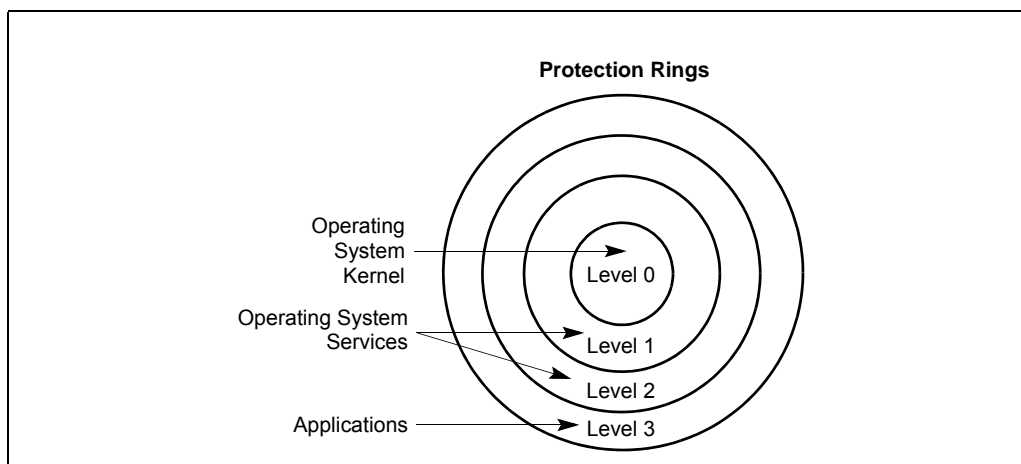 Protection Rings
Operating
System
Kernel
Level 0
Operating System
Services
Level 1
Level 2
Applications
Level 3